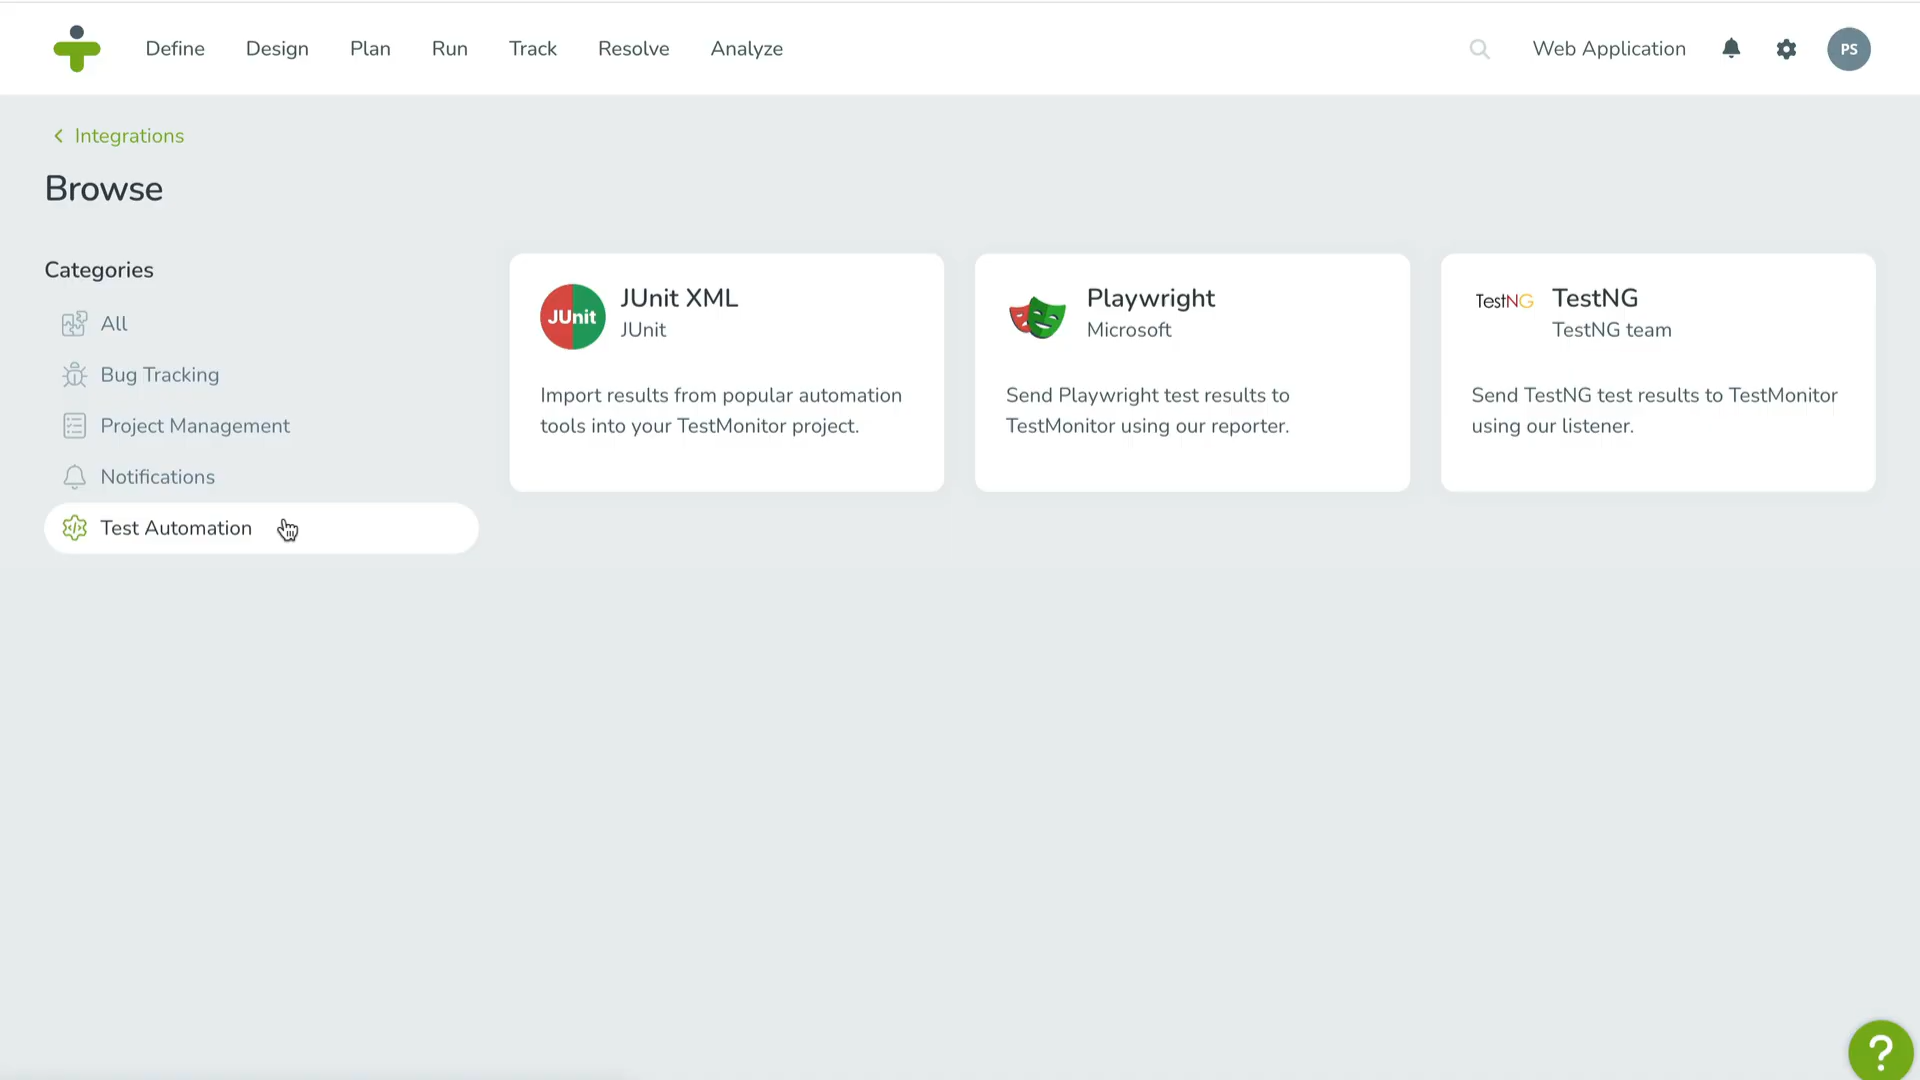 Define Design Plan Run Track Resolve Analyze Web Application PS
Integrations
Browse
Categories
All
Bug Tracking
Project Management
Notifications
Test Automation
JUnit
JUnit XML
JUnit
Import results from popular automation
tools into your TestMonitor project.
Playwright
Microsoft
Send Playwright test results to
TestMonitor using our reporter.
TestNG
TestNG
TestNG team
Send TestNG test results to TestMonitor
using our listener.
?